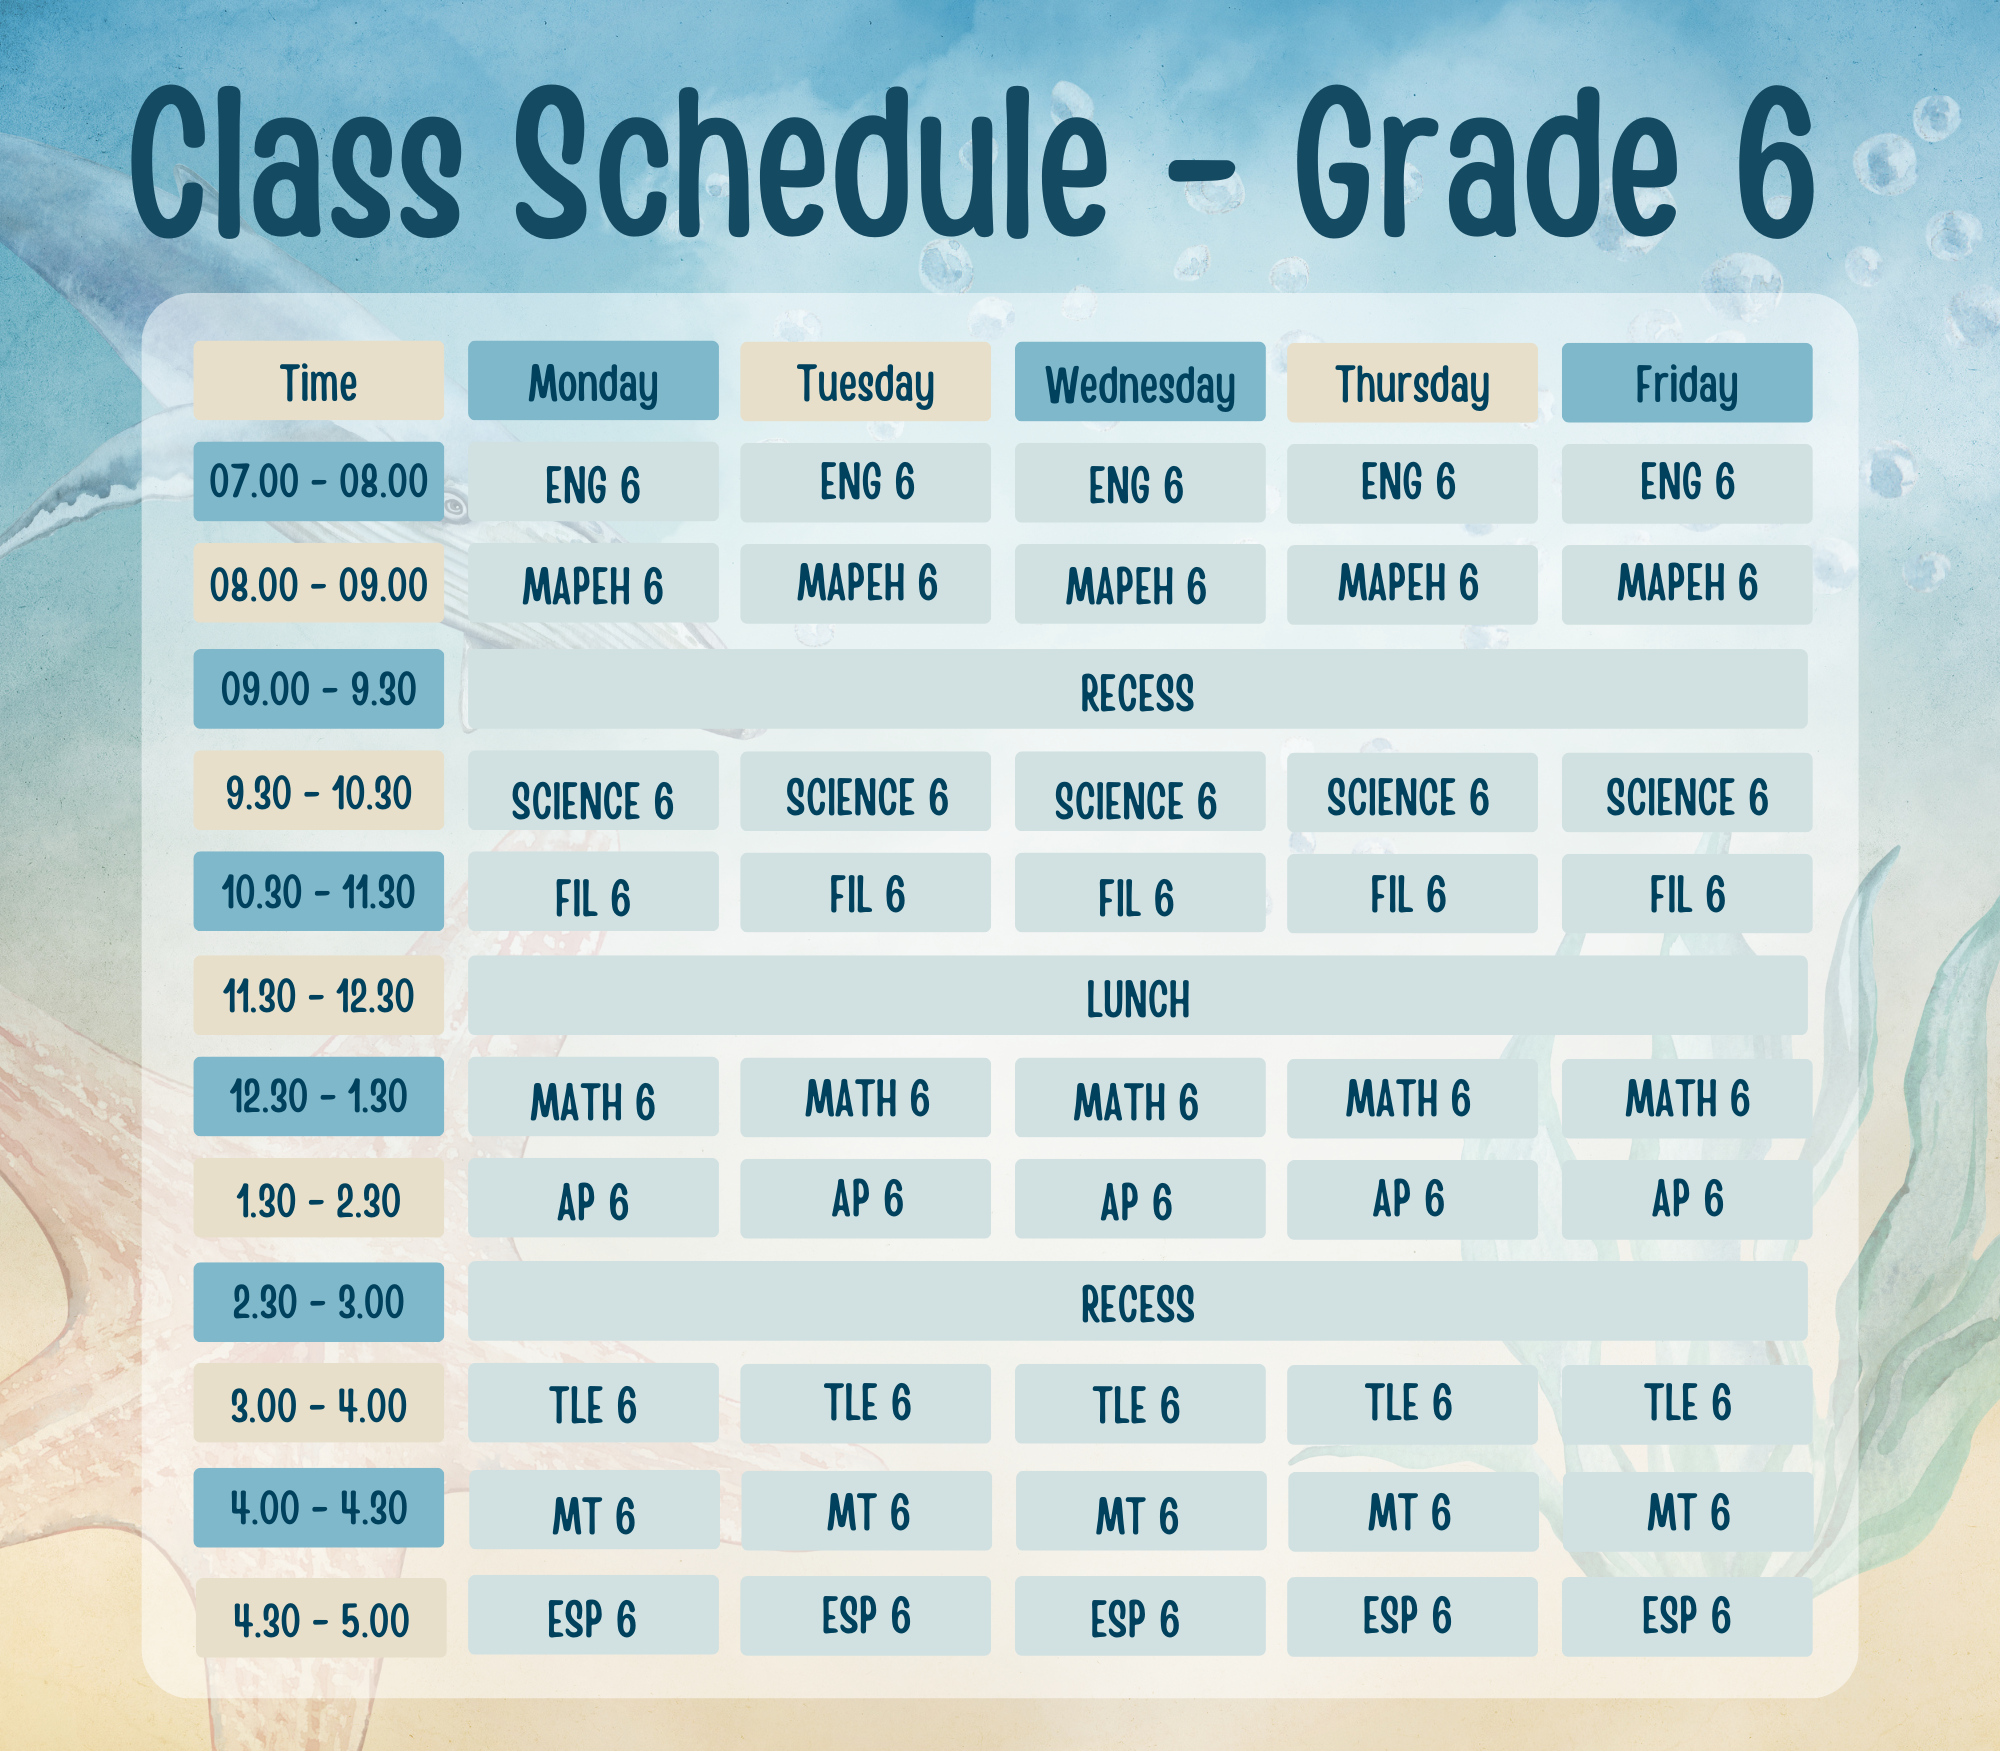 Class Schedule - Grade 6
Time Monday Tuesday Wednesday Thursday Friday
07.00 - 08.00 ENG 6 ENG 6 ENG 6 ENG 6 ENG 6
08.00 - 09.00 MAPEH 6 MAPEH 6 MAPEH 6 MAPEH 6 MAPEH 6
09.00 - 9.30 RECESS
9.30 - 10.30 SCIENCE 6 SCIENCE 6 SCIENCE 6 SCIENCE 6 SCIENCE 6
10.30 - 11.30 FIL 6 FIL 6 FIL 6 FIL 6 FIL 6
11.30 - 12.30 LUNCH
12.30 - 1.30 MATH 6 MATH 6 MATH 6 MATH 6 MATH 6
1.30 - 2.30 AP 6 AP 6 AP 6 AP 6 AP 6
2.30 - 3.00 RECESS
3.00 - 4.00 TLE 6 TLE 6 TLE 6 TLE 6 TLE 6
4.00 - 4.30 MT 6 MT 6 MT 6 MT 6 MT 6
4.30 - 5.00 ESP 6 ESP 6 ESP 6 ESP 6 ESP 6